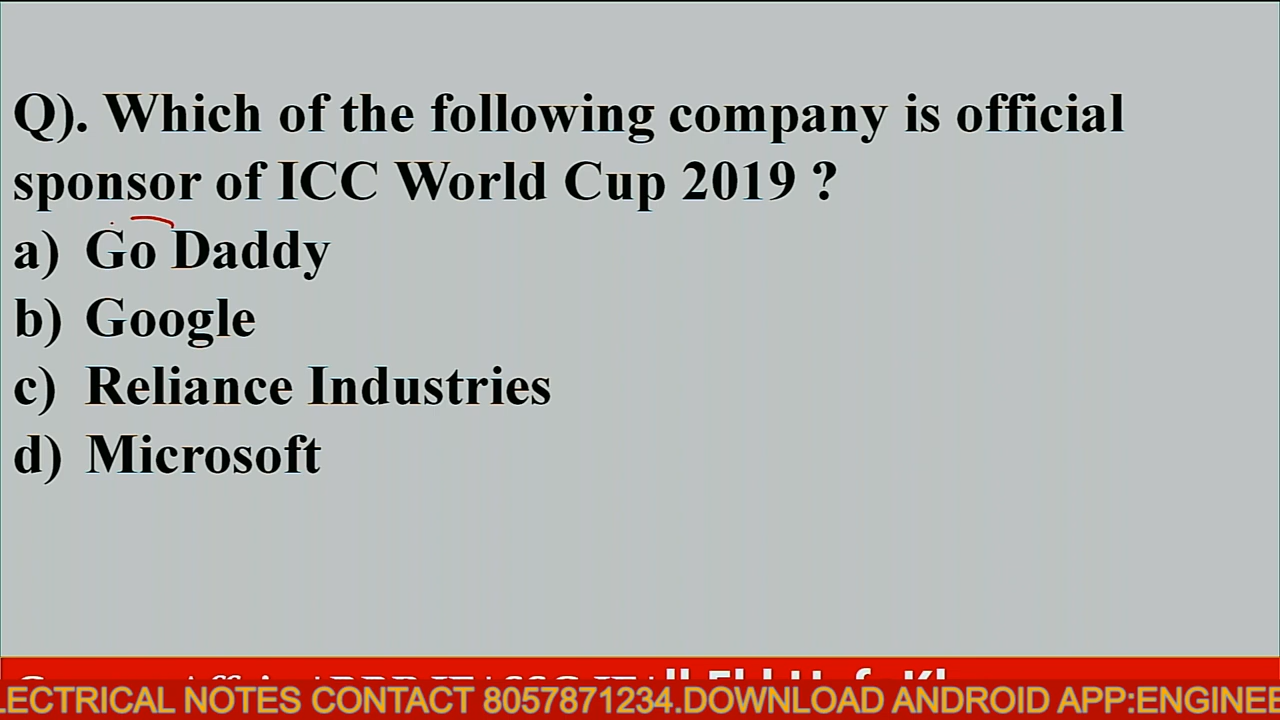 Q). Which of the following company is official
sponsor of ICC World Cup 2019 ?
a) Go Daddy
b) Google
c) Reliance Industries
d) Microsoft
LECTRICAL NOTES CONTACT 8057871234.DOWNLOAD ANDROID APP:ENGINEE